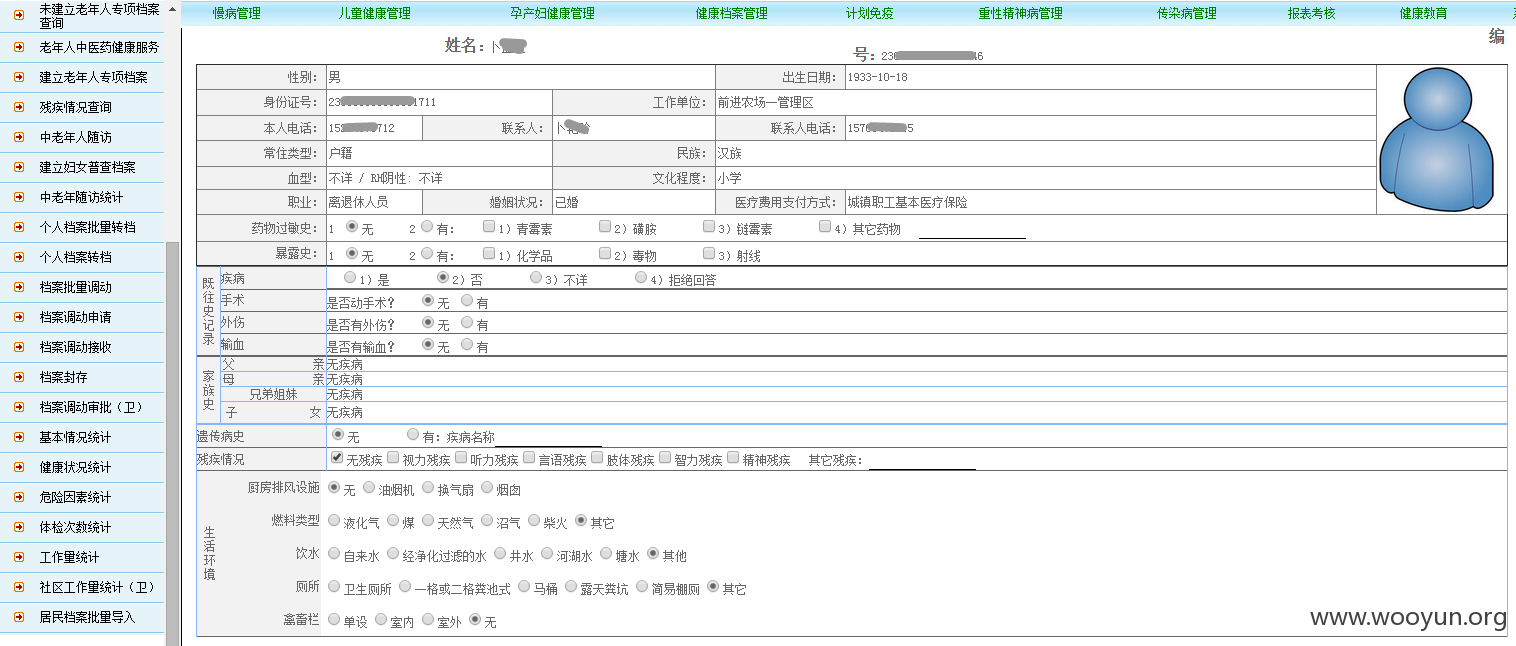 慢病管理 儿童健康管理 孕产妇健康管理 健康档案管理 计划免疫 重性精神病管理 传染病管理 报表考核 健康教育
未建立老年人专项档案
查询
老年人中医药健康服务
建立老年人专项档案
残疾情况查询
中老年人随访
建立妇女普查档案
中老年随访统计
个人档案批量转档
个人档案转档
档案批量调动
档案调动申请
档案调动接收
档案封存
档案调动审批（卫）
基本情况统计
健康状况统计
危险因素统计
体检次数统计
工作量统计
社区工作量统计（卫）
居民档案批量导入
姓名: 卜
编
号: 23 6
性别: 男 出生日期: 1933-10-18
身份证号: 23 1711 工作单位: 前进农场一管理区
本人电话: 15 712 联系人: 卜 联系人电话: 157 5
常住类型: 户籍 民族: 汉族
血型: 不详 / RH阴性: 不详 文化程度: 小学
职业: 离退休人员 婚姻状况: 已婚 医疗费用支付方式: 城镇职工基本医疗保险
药物过敏史: 1 无 2 有: 1）青霉素 2）磺胺 3）链霉素 4）其它药物
暴露史: 1 无 2 有: 1）化学品 2）毒物 3）射线
既往史记录
疾病 1）是 2）否 3）不详 4）拒绝回答
手术 是否动手术? 无 有
外伤 是否有外伤? 无 有
输血 是否有输血? 无 有
家族史
父 亲 无疾病
母 亲 无疾病
兄弟姐妹 无疾病
子 女 无疾病
遗传病史 无 有: 疾病名称
残疾情况 无残疾 视力残疾 听力残疾 言语残疾 肢体残疾 智力残疾 精神残疾 其它残疾:
生活环境
厨房排风设施 无 油烟机 换气扇 烟囱
燃料类型 液化气 煤 天然气 沼气 柴火 其它
饮水 自来水 经净化过滤的水 井水 河湖水 塘水 其他
厕所 卫生厕所 一格或二格粪池式 马桶 露天粪坑 简易棚厕 其它
禽畜栏 单设 室内 室外 无
www.wooyun.org